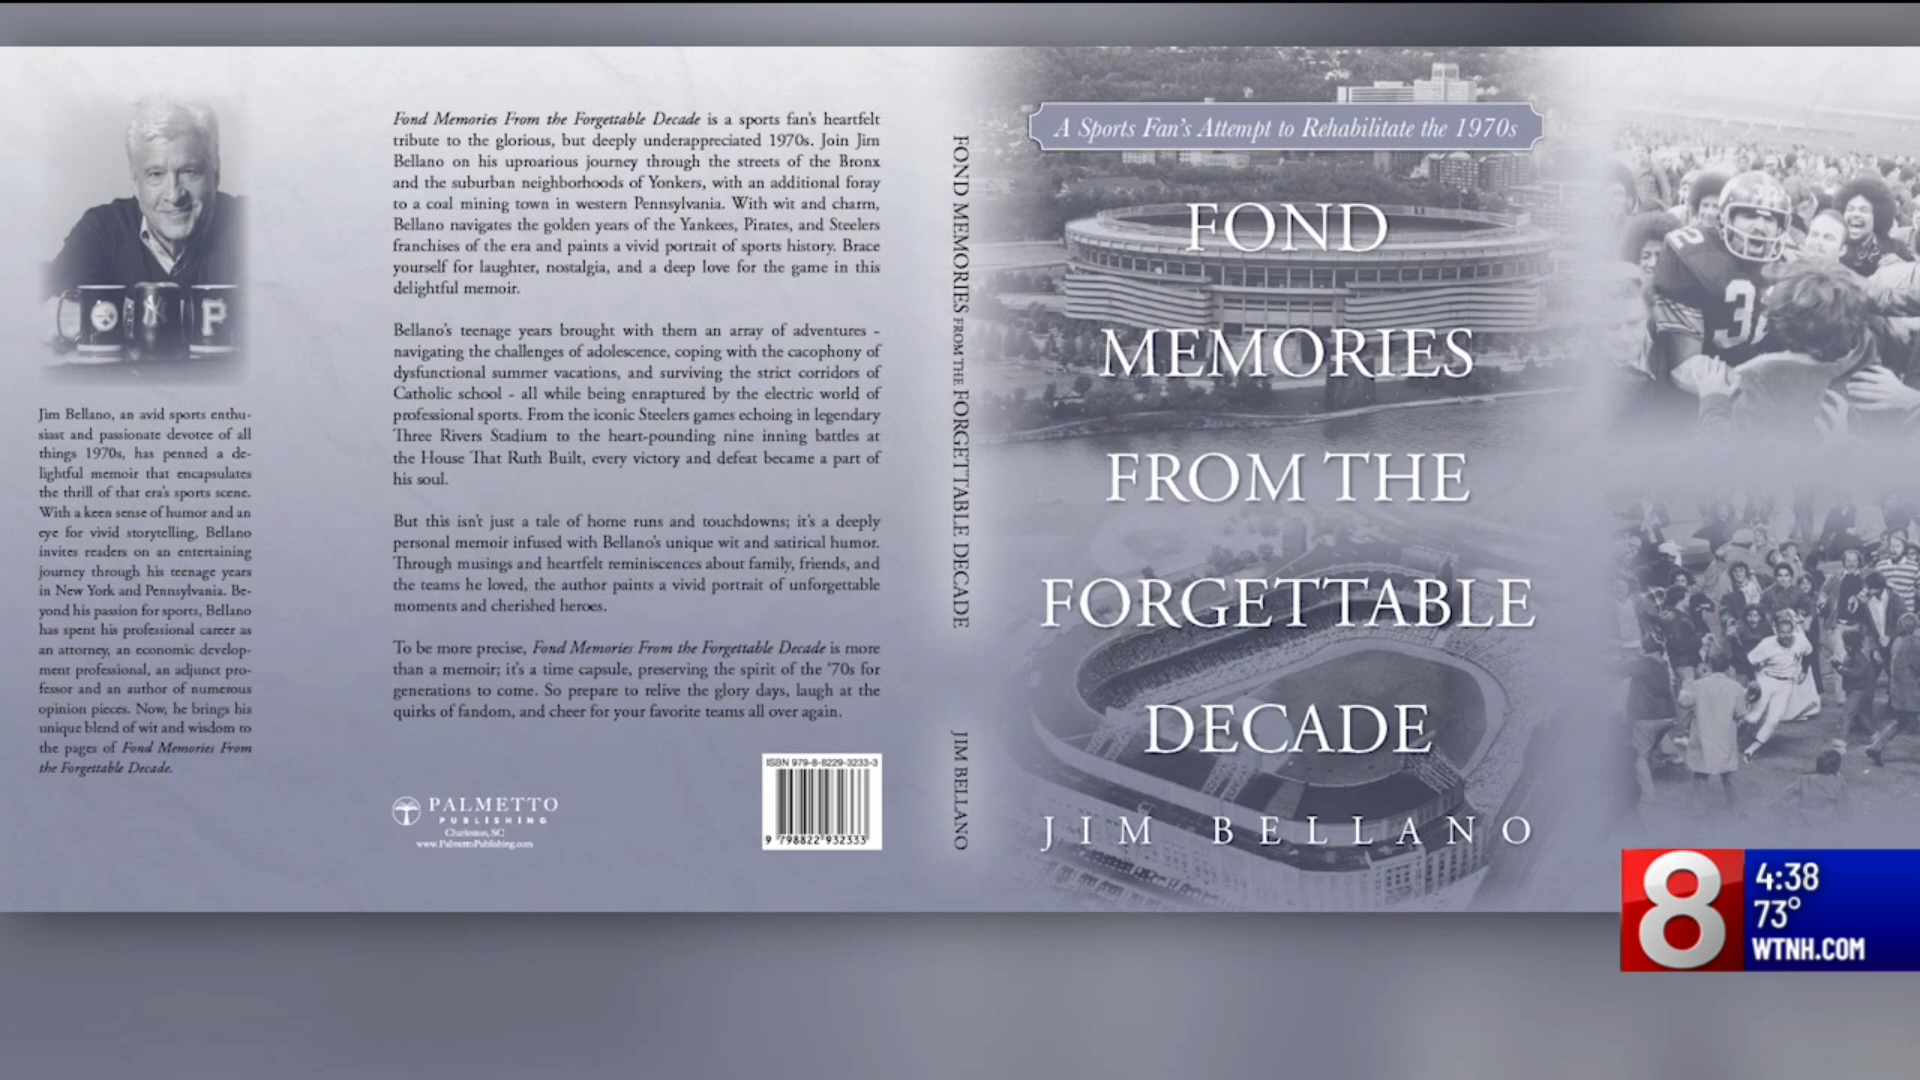 Jim Bellano, an avid sports enthu-
siast and passionate devotee of all
things 1970s, has penned a de-
lightful memoir that encapsulates
the thrill of that era's sports scene.
With a keen sense of humor and an
eye for vivid storytelling, Bellano
invites readers on an entertaining
journey through his teenage years
in New York and Pennsylvania. Be-
yond his passion for sports, Bellano
has spent his professional career as
an attorney, an economic develop-
ment professional, an adjunct pro-
fessor and an author of numerous
opinion pieces. Now, he brings his
unique blend of wit and wisdom to
the pages of Fond Memories From
the Forgettable Decade.
Fond Memories From the Forgettable Decade is a sports fan's heartfelt
tribute to the glorious, but deeply underappreciated 1970s. Join Jim
Bellano on his uproarious journey through the streets of the Bronx
and the suburban neighborhoods of Yonkers, with an additional foray
to a coal mining town in western Pennsylvania. With wit and charm,
Bellano navigates the golden years of the Yankees, Pirates, and Steelers
franchises of the era and paints a vivid portrait of sports history. Brace
yourself for laughter, nostalgia, and a deep love for the game in this
delightful memoir.
Bellano's teenage years brought with them an array of adventures -
navigating the challenges of adolescence, coping with the cacophony of
dysfunctional summer vacations, and surviving the strict corridors of
Catholic school - all while being enraptured by the electric world of
professional sports. From the iconic Steelers games echoing in legendary
Three Rivers Stadium to the heart-pounding nine inning battles at
the House That Ruth Built, every victory and defeat became a part of
his soul.
But this isn't just a tale of home runs and touchdowns; it's a deeply
personal memoir infused with Bellano's unique wit and satirical humor.
Through musings and heartfelt reminiscences about family, friends, and
the teams he loved, the author paints a vivid portrait of unforgettable
moments and cherished heroes.
To be more precise, Fond Memories From the Forgettable Decade is more
than a memoir; it's a time capsule, preserving the spirit of the '70s for
generations to come. So prepare to relive the glory days, laugh at the
quirks of fandom, and cheer for your favorite teams all over again.
PALMETTO
PUBLISHING
Charleston, SC
www.PalmettoPublishing.com
ISBN 979-8-8229-3233-3
9 798822 932333
FOND MEMORIES FROM THE FORGETTABLE DECADE
JIM BELLANO
A Sports Fan's Attempt to Rehabilitate the 1970s
FOND
MEMORIES
FROM THE
FORGETTABLE
DECADE
JIM BELLANO
P
32
8
4:38
73°
WTNH.COM